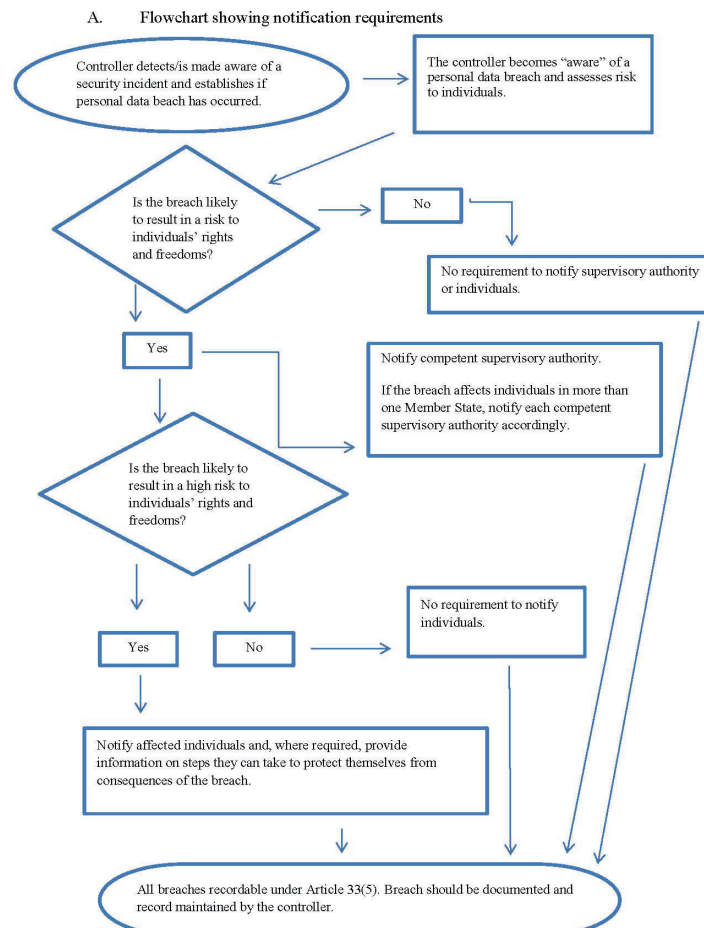 A. Flowchart showing notification requirements
Controller detects/is made aware of a
security incident and establishes if
personal data beach has occurred.
The controller becomes “aware” of a
personal data breach and assesses risk
to individuals.
Is the breach likely
to result in a risk to
individuals’ rights
and freedoms?
No
No requirement to notify supervisory authority
or individuals.
Yes
Notify competent supervisory authority.
If the breach affects individuals in more than
one Member State, notify each competent
supervisory authority accordingly.
Is the breach likely to
result in a high risk to
individuals’ rights and
freedoms?
No requirement to notify
individuals.
Yes
No
Notify affected individuals and, where required, provide
information on steps they can take to protect themselves from
consequences of the breach.
All breaches recordable under Article 33(5). Breach should be documented and
record maintained by the controller.